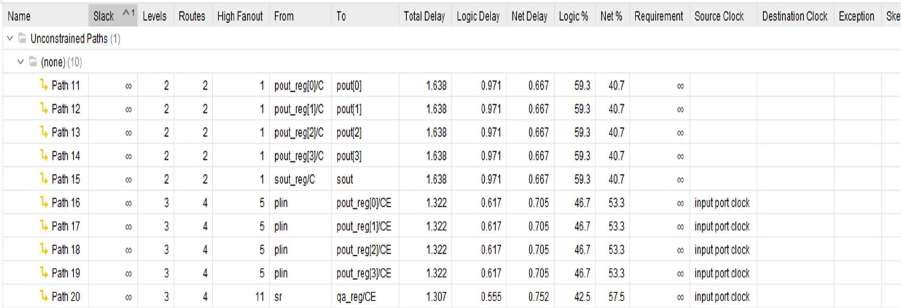 Name Slack ^1 Levels Routes High Fanout From To Total Delay Logic Delay Net Delay Logic % Net % Requirement Source Clock Destination Clock Exception Ske
Unconstrained Paths (1)
(none) (10)
Path 11 ∞ 2 2 1 pout_reg[0]/C pout[0] 1.638 0.971 0.667 59.3 40.7 ∞
Path 12 ∞ 2 2 1 pout_reg[1]/C pout[1] 1.638 0.971 0.667 59.3 40.7 ∞
Path 13 ∞ 2 2 1 pout_reg[2]/C pout[2] 1.638 0.971 0.667 59.3 40.7 ∞
Path 14 ∞ 2 2 1 pout_reg[3]/C pout[3] 1.638 0.971 0.667 59.3 40.7 ∞
Path 15 ∞ 2 2 1 sout_reg/C sout 1.638 0.971 0.667 59.3 40.7 ∞
Path 16 ∞ 3 4 5 plin pout_reg[0]/CE 1.322 0.617 0.705 46.7 53.3 ∞ input port clock
Path 17 ∞ 3 4 5 plin pout_reg[1]/CE 1.322 0.617 0.705 46.7 53.3 ∞ input port clock
Path 18 ∞ 3 4 5 plin pout_reg[2]/CE 1.322 0.617 0.705 46.7 53.3 ∞ input port clock
Path 19 ∞ 3 4 5 plin pout_reg[3]/CE 1.322 0.617 0.705 46.7 53.3 ∞ input port clock
Path 20 ∞ 3 4 11 sr qa_reg/CE 1.307 0.555 0.752 42.5 57.5 ∞ input port clock